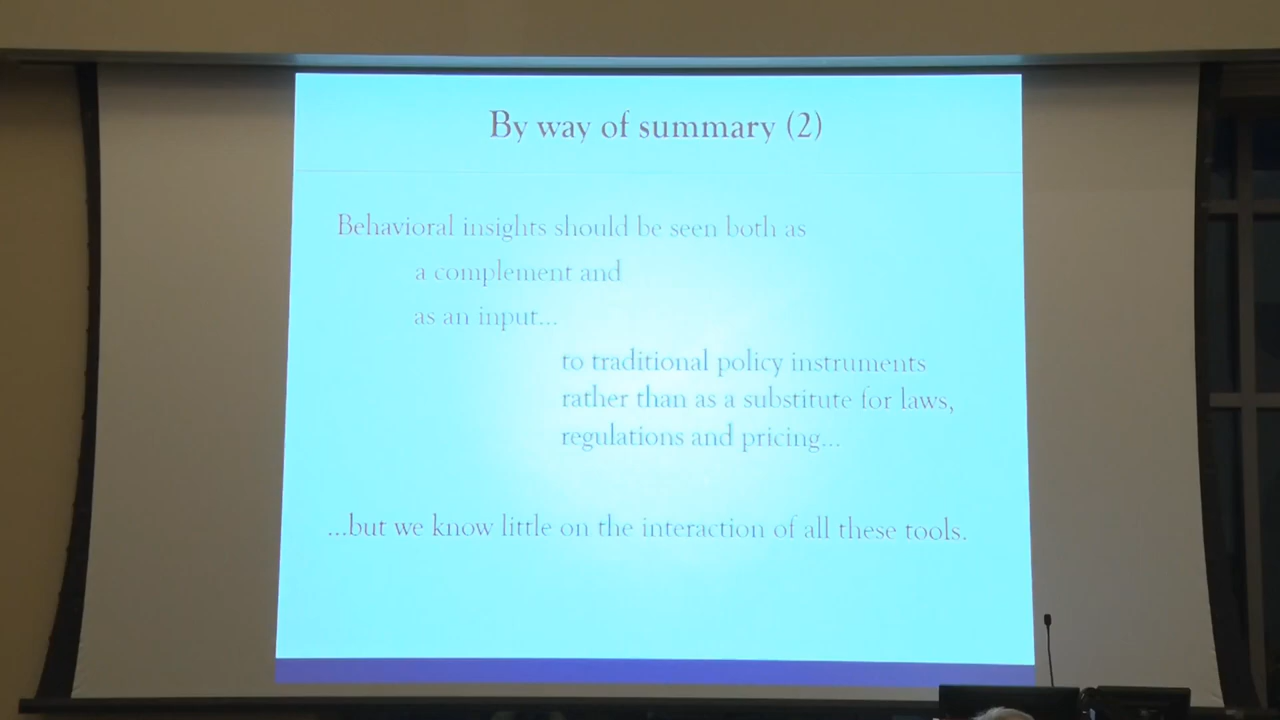 By way of summary (2)
Behavioral insights should be seen both as
a complement and
as an input...
to traditional policy instruments
rather than as a substitute for laws,
regulations and pricing...
...but we know little on the interaction of all these tools.